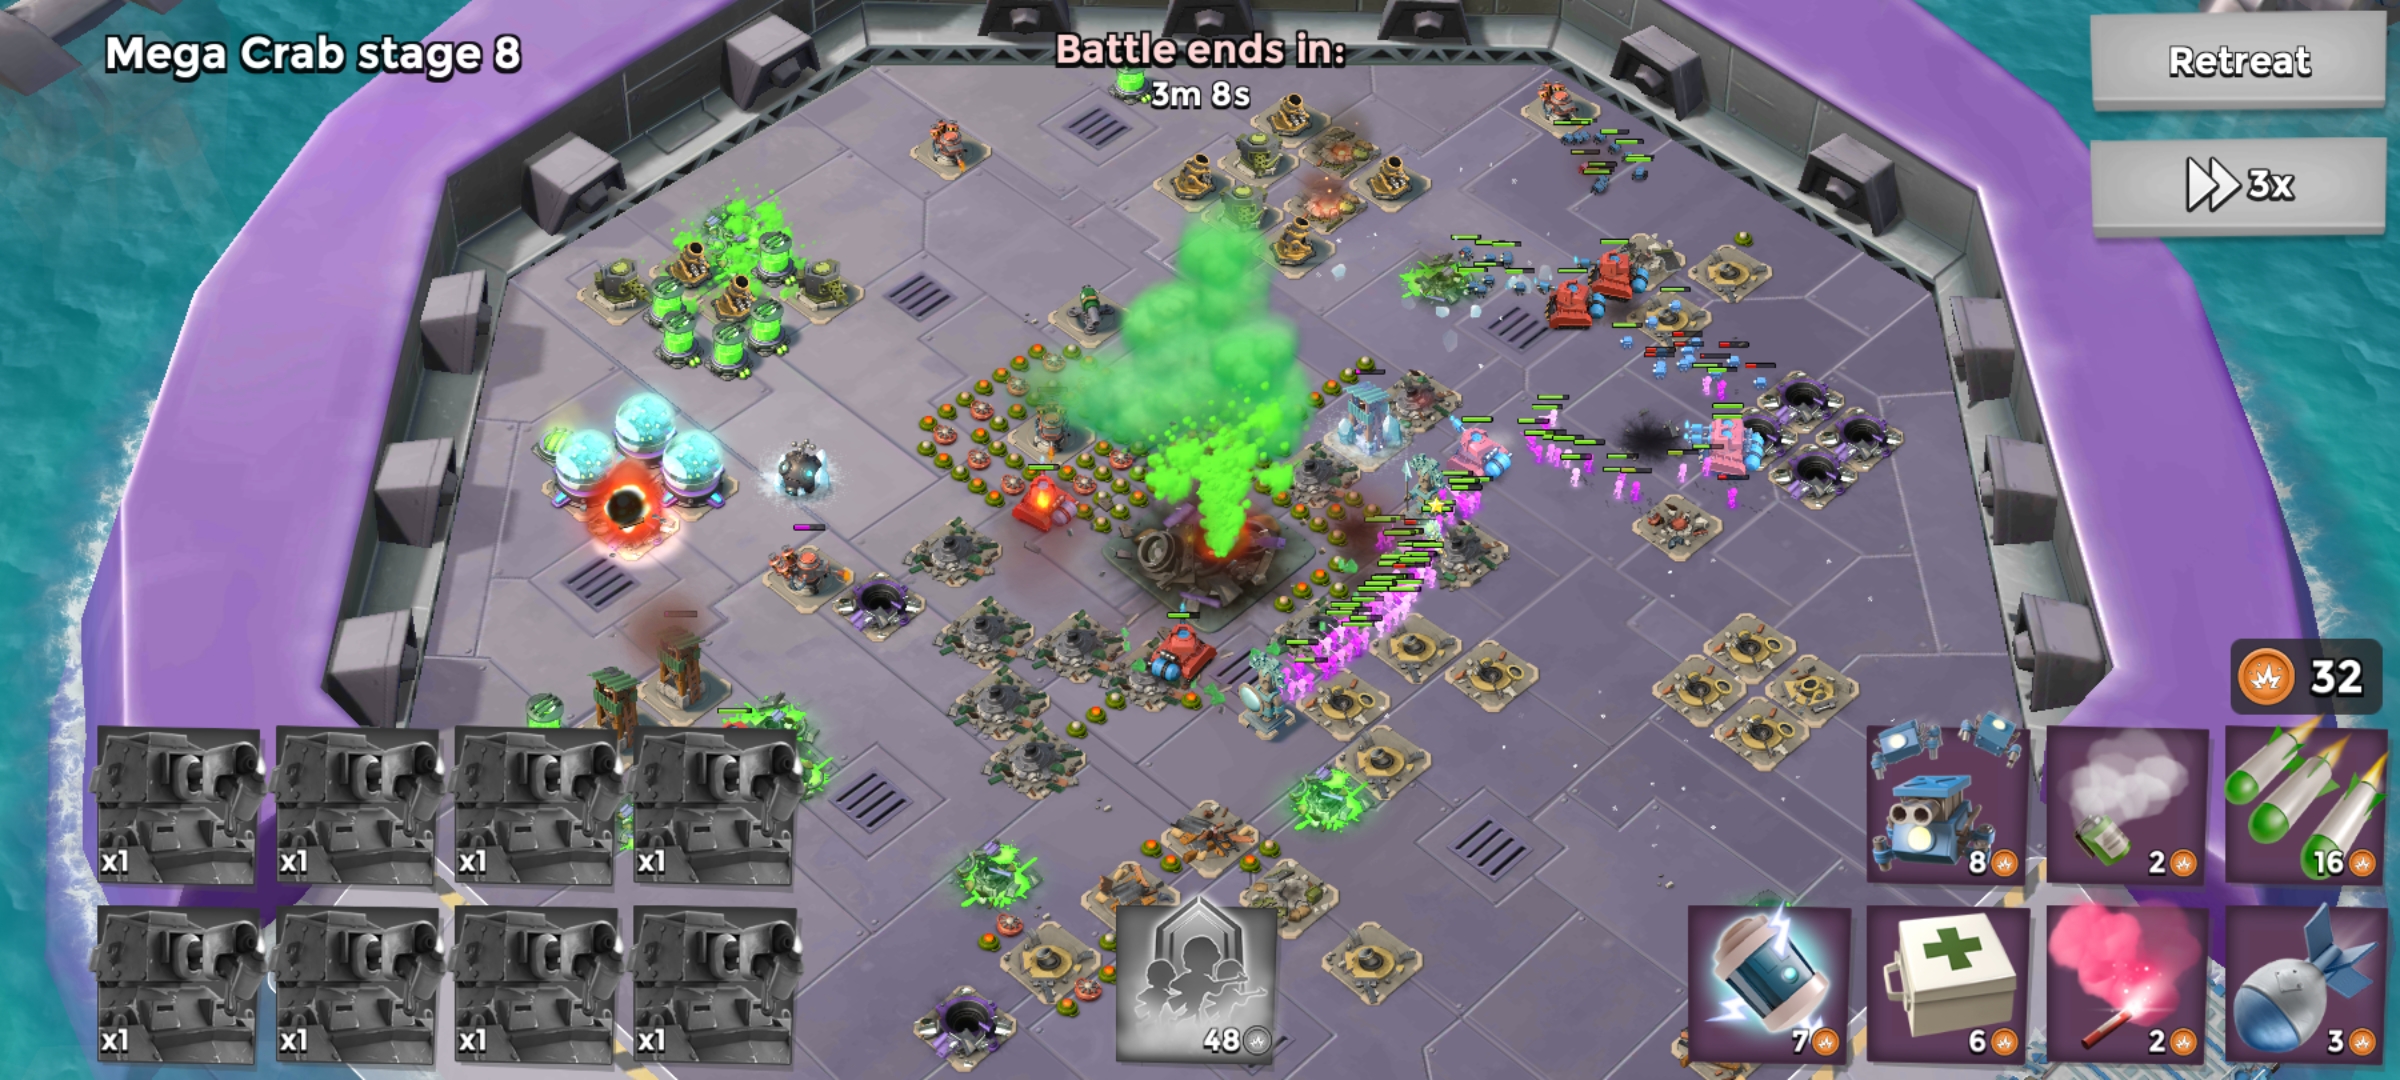 Mega Crab stage 8
Battle ends in:
3m 8s
Retreat
3x
32
x1
x1
x1
x1
8
2
16
x1
x1
x1
x1
48
7
6
2
3